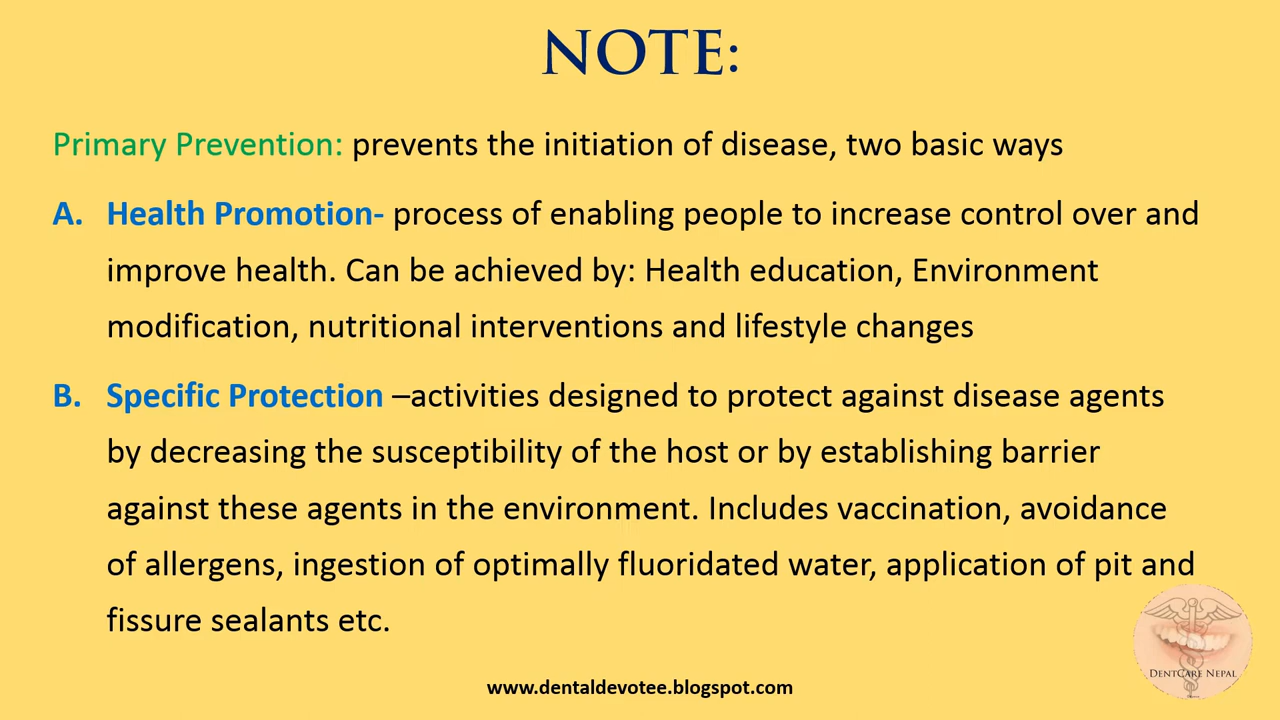 NOTE:
Primary Prevention: prevents the initiation of disease, two basic ways
A. Health Promotion- process of enabling people to increase control over and
improve health. Can be achieved by: Health education, Environment
modification, nutritional interventions and lifestyle changes
B. Specific Protection –activities designed to protect against disease agents
by decreasing the susceptibility of the host or by establishing barrier
against these agents in the environment. Includes vaccination, avoidance
of allergens, ingestion of optimally fluoridated water, application of pit and
fissure sealants etc.
DENTCARE NEPAL
www.dentaldevotee.blogspot.com